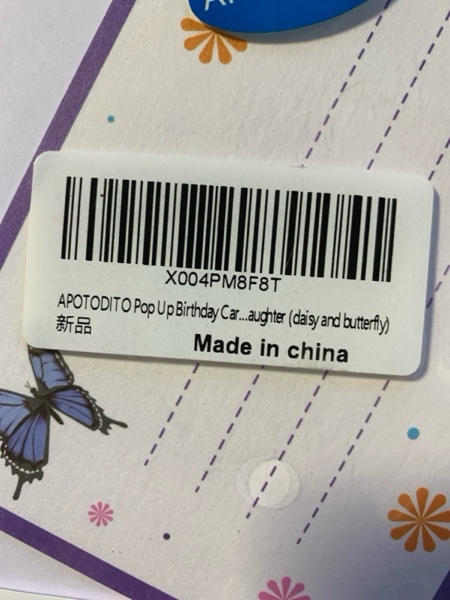 X004PM8F8T
APOTODITO Pop Up Birthday Car...aughter (daisy and butterfly)
新品
Made in china